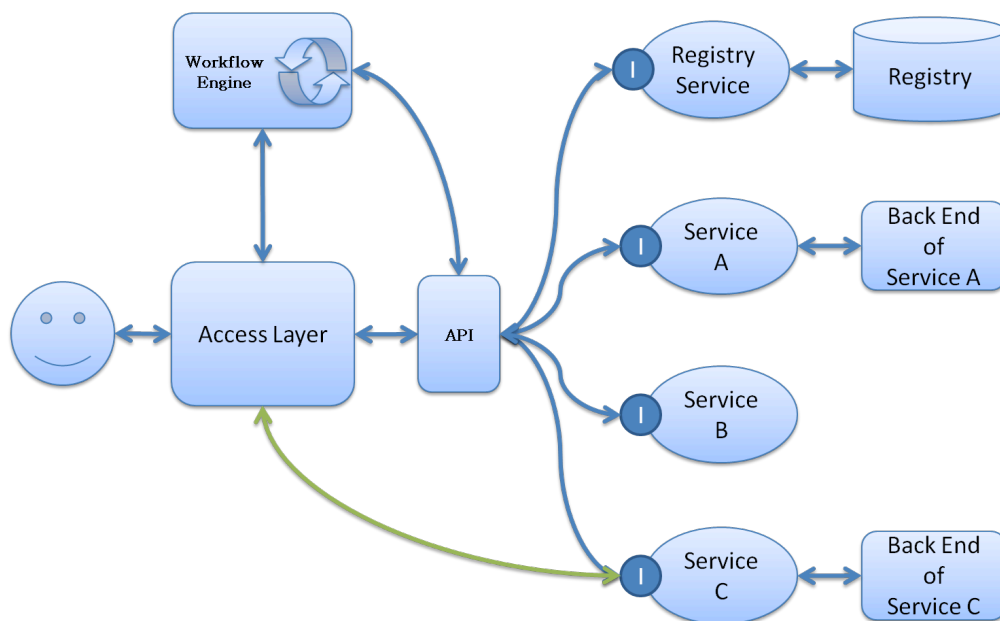 Workflow
Engine
I
Registry
Service
Registry
I
Service
A
Back End
of
Service A
Access Layer
API
I
Service
B
I
Service
C
Back End
of
Service C